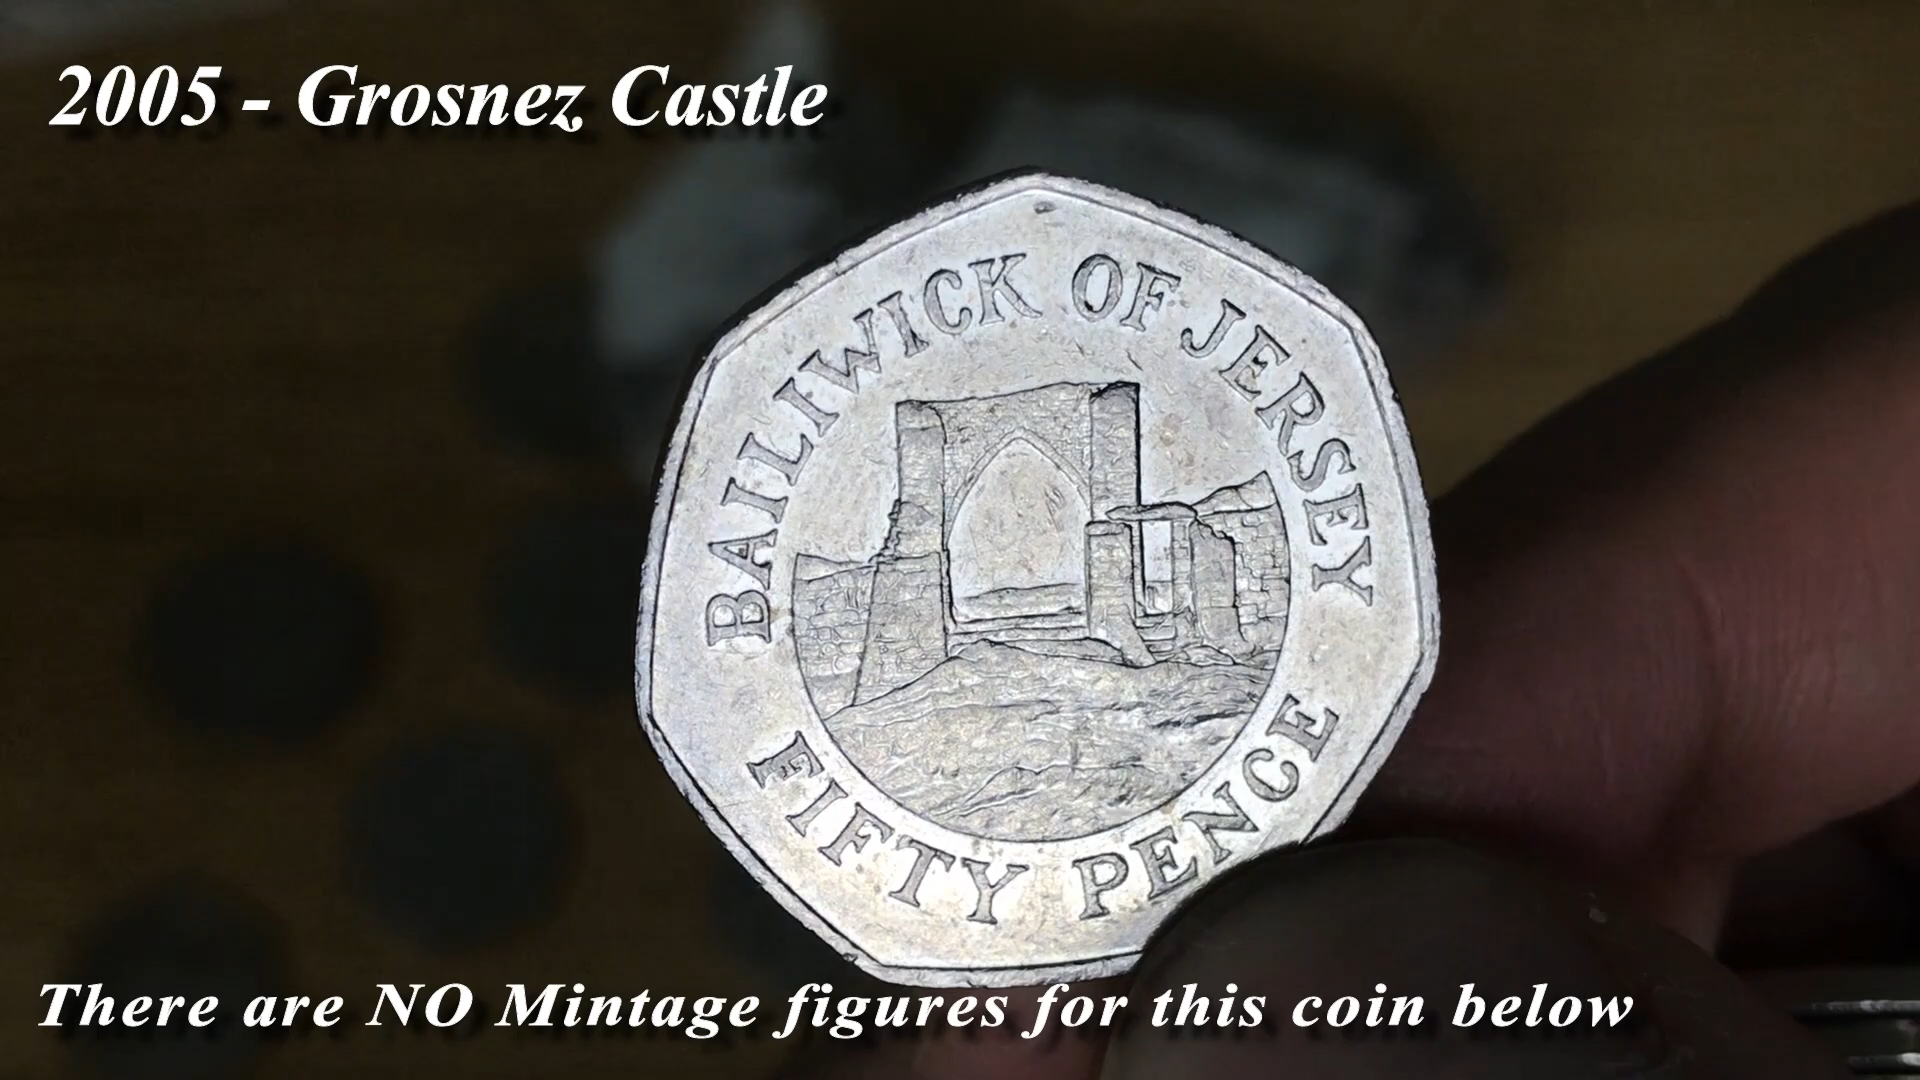 2005 - Grosnez Castle
BAILIWICK OF JERSEY
FIFTY PENCE
There are NO Mintage figures for this coin below